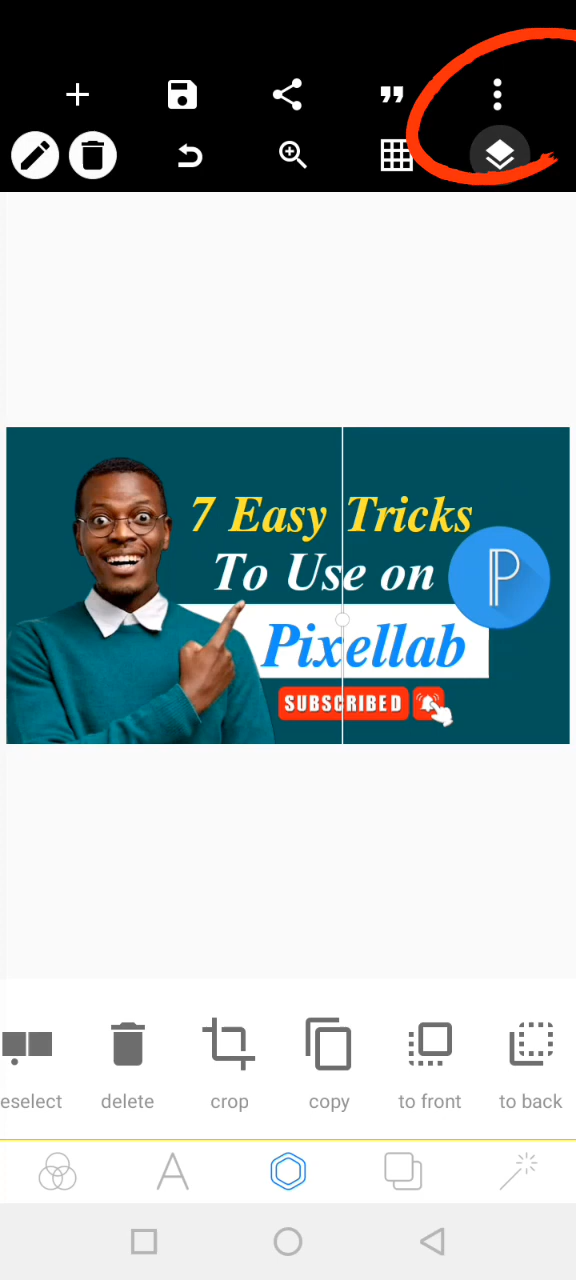 7 Easy Tricks
To Use on
P
Pixellab
SUBSCRIBED
eselect
delete
crop
copy
to front
to back